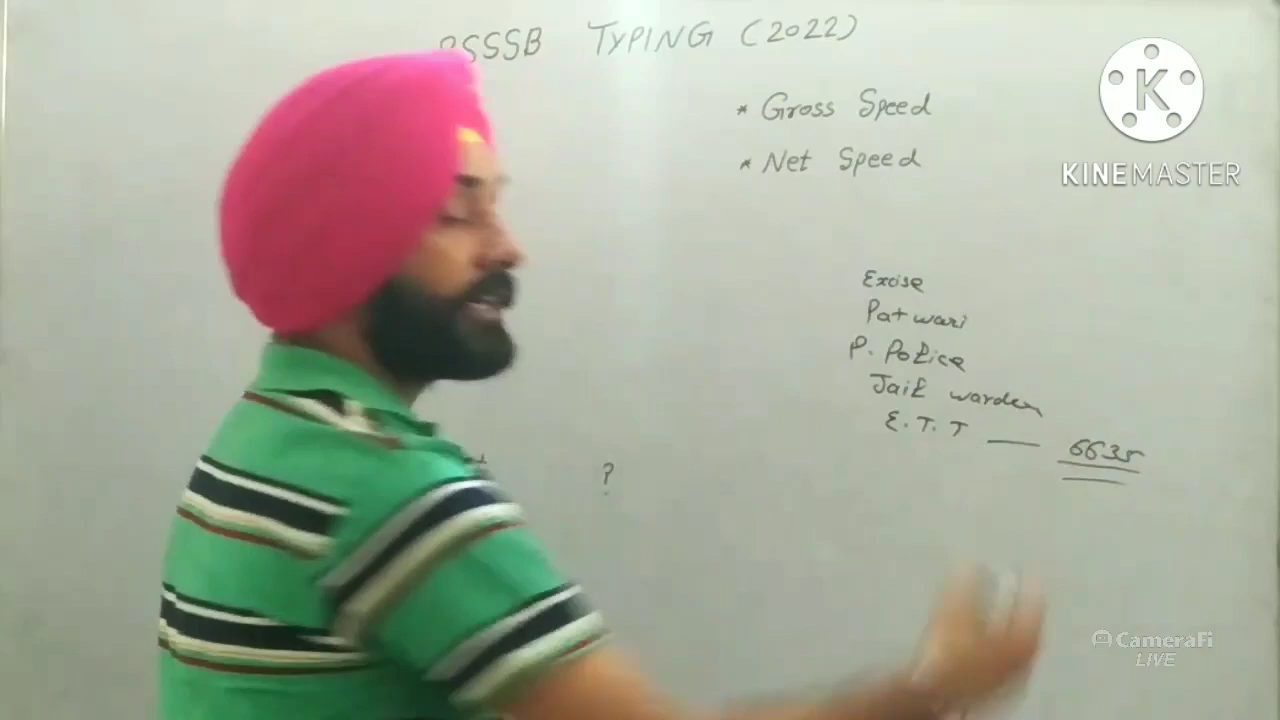 PSSSB TYPING (2022)
* Gross Speed
* Net Speed
Excise
Patwari
P. Police
Jail warden
E.T.T — 6635
?
K
KINEMASTER
CameraFi
LIVE